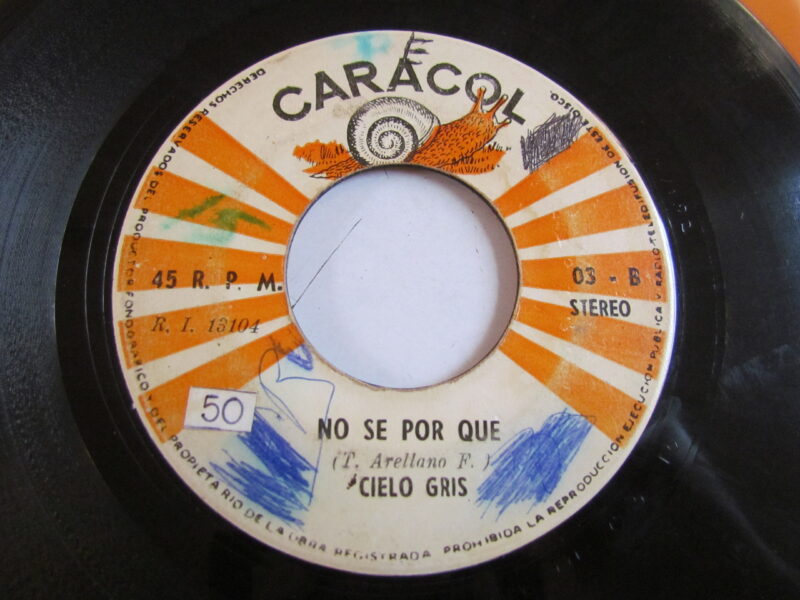 CARACOL
45 R. P. M.
R. I. 13104
03 - B
STEREO
50
NO SE POR QUE
(T. Arellano F.)
CIELO GRIS
DERECHOS RESERVADOS DEL PRODUCTOR FONOGRAFICO Y DEL PROPIETARIO DE LA OBRA REGISTRADA PROHIBIDA LA REPRODUCCION EJECUCION PUBLICA Y RADIOTELEDIFUSION DE ESTE DISCO.